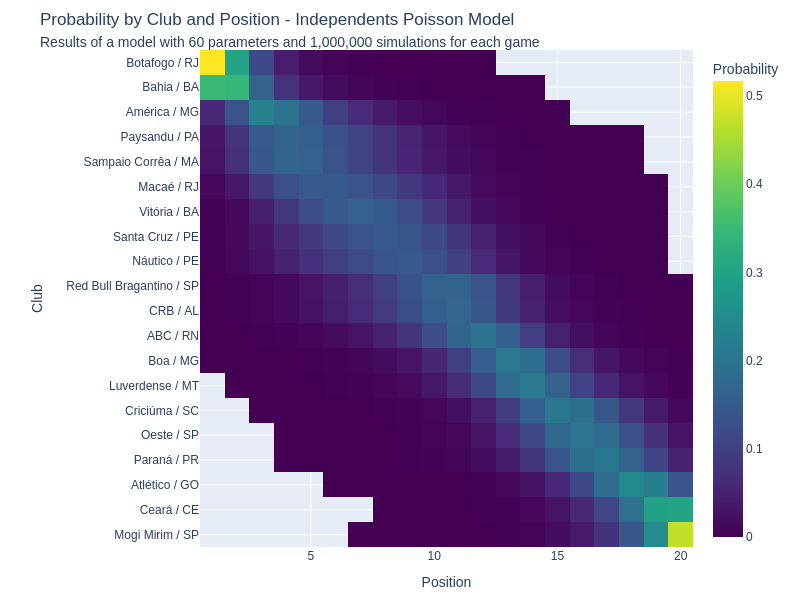 Probability by Club and Position - Independents Poisson Model
Results of a model with 60 parameters and 1,000,000 simulations for each game
Probability
Botafogo / RJ
Bahia / BA
América / MG
Paysandu / PA
Sampaio Corrêa / MA
Macaé / RJ
Vitória / BA
Santa Cruz / PE
Náutico / PE
Red Bull Bragantino / SP
CRB / AL
ABC / RN
Boa / MG
Luverdense / MT
Criciúma / SC
Oeste / SP
Paraná / PR
Atlético / GO
Ceará / CE
Mogi Mirim / SP
Club
5
10
15
20
Position
0.5
0.4
0.3
0.2
0.1
0